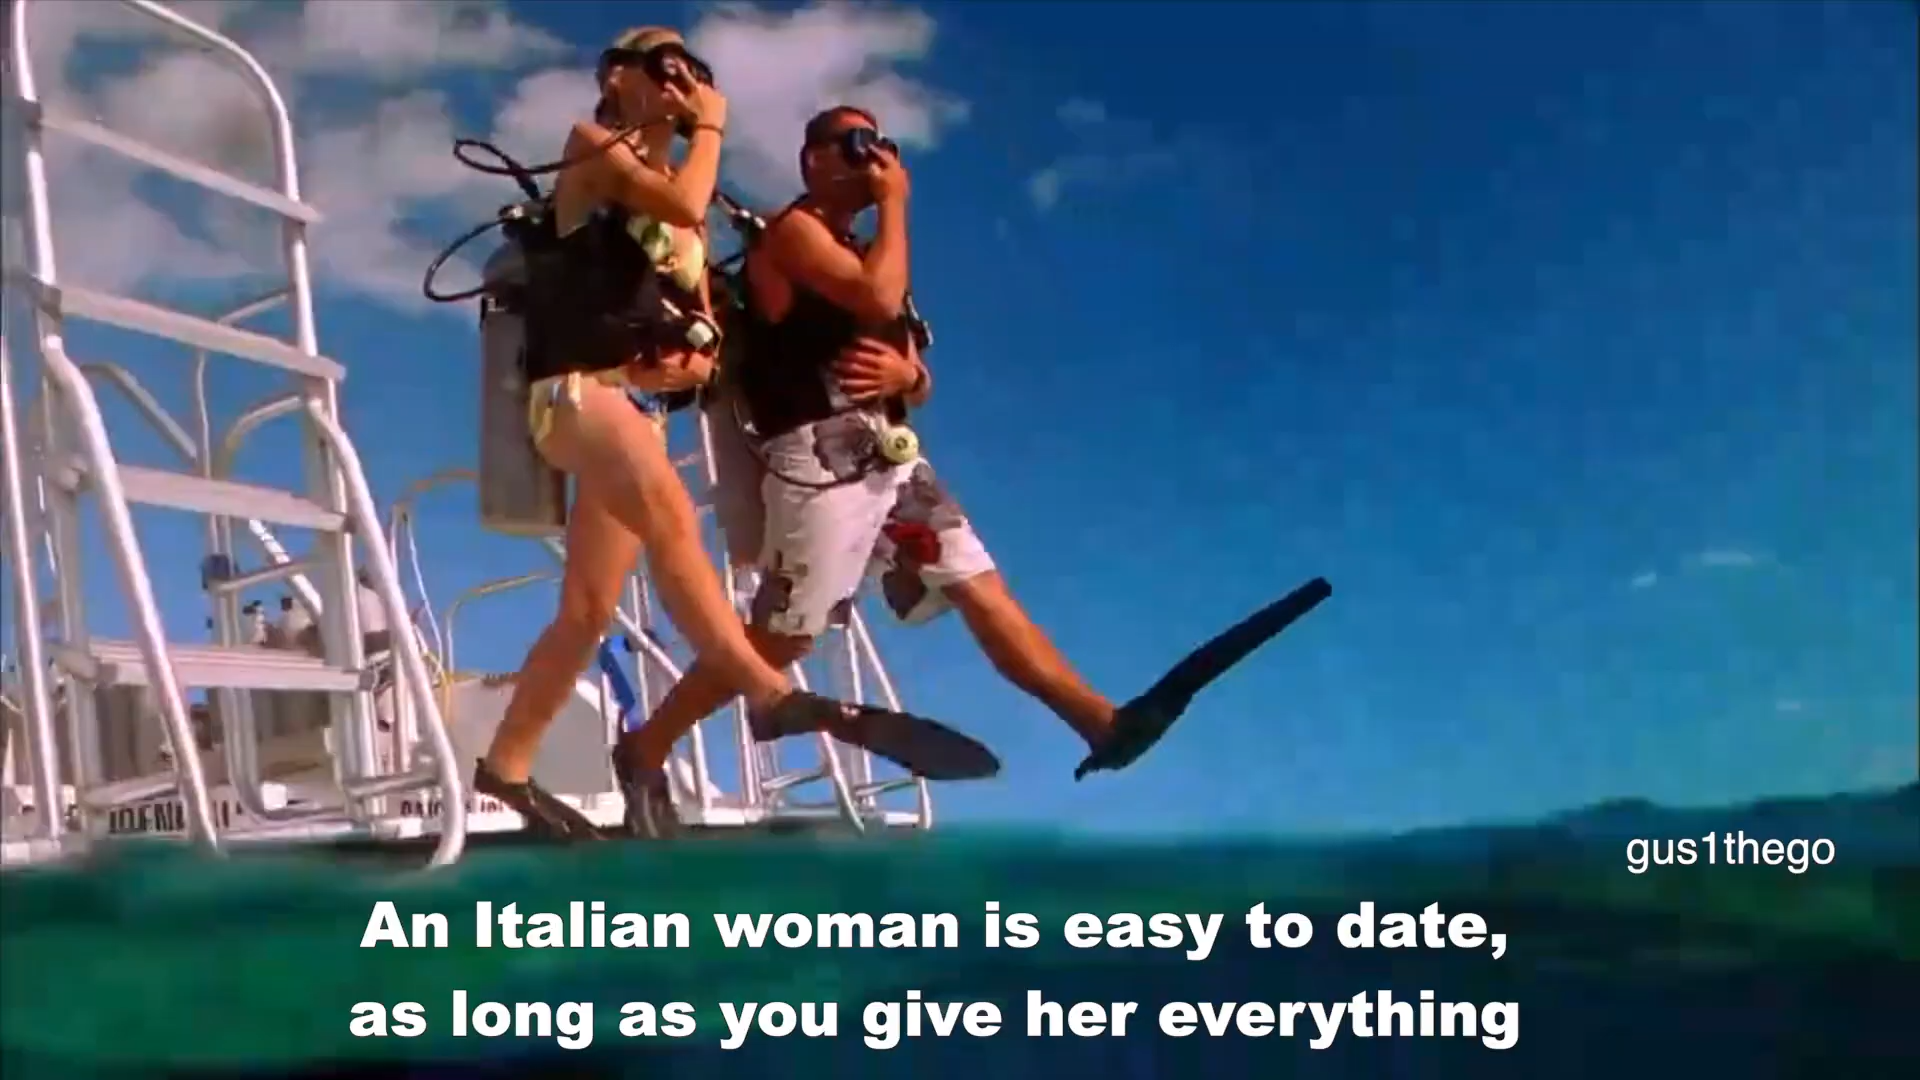 gus1thego
An Italian woman is easy to date,
as long as you give her everything